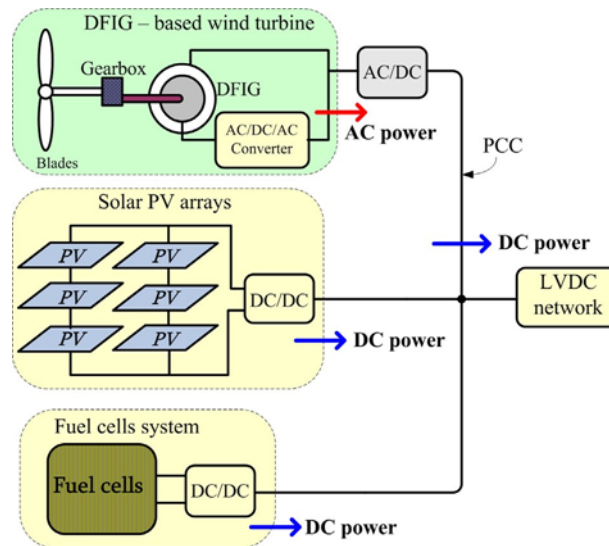 DFIG – based wind turbine
Gearbox
DFIG
Blades
AC/DC/AC
Converter
AC/DC
AC power
PCC
Solar PV arrays
PV
PV
PV
PV
PV
PV
DC/DC
DC power
DC power
LVDC
network
Fuel cells system
Fuel cells
DC/DC
DC power